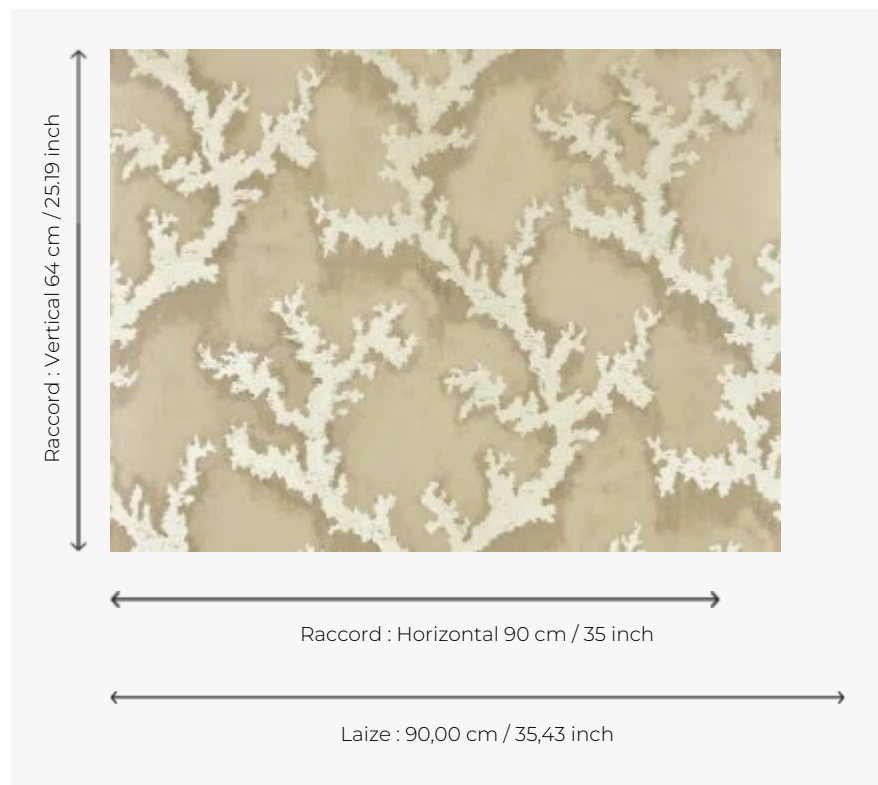 Raccord : Vertical 64 cm / 25.19 inch
Raccord : Horizontal 90 cm / 35 inch
Laize : 90,00 cm / 35,43 inch